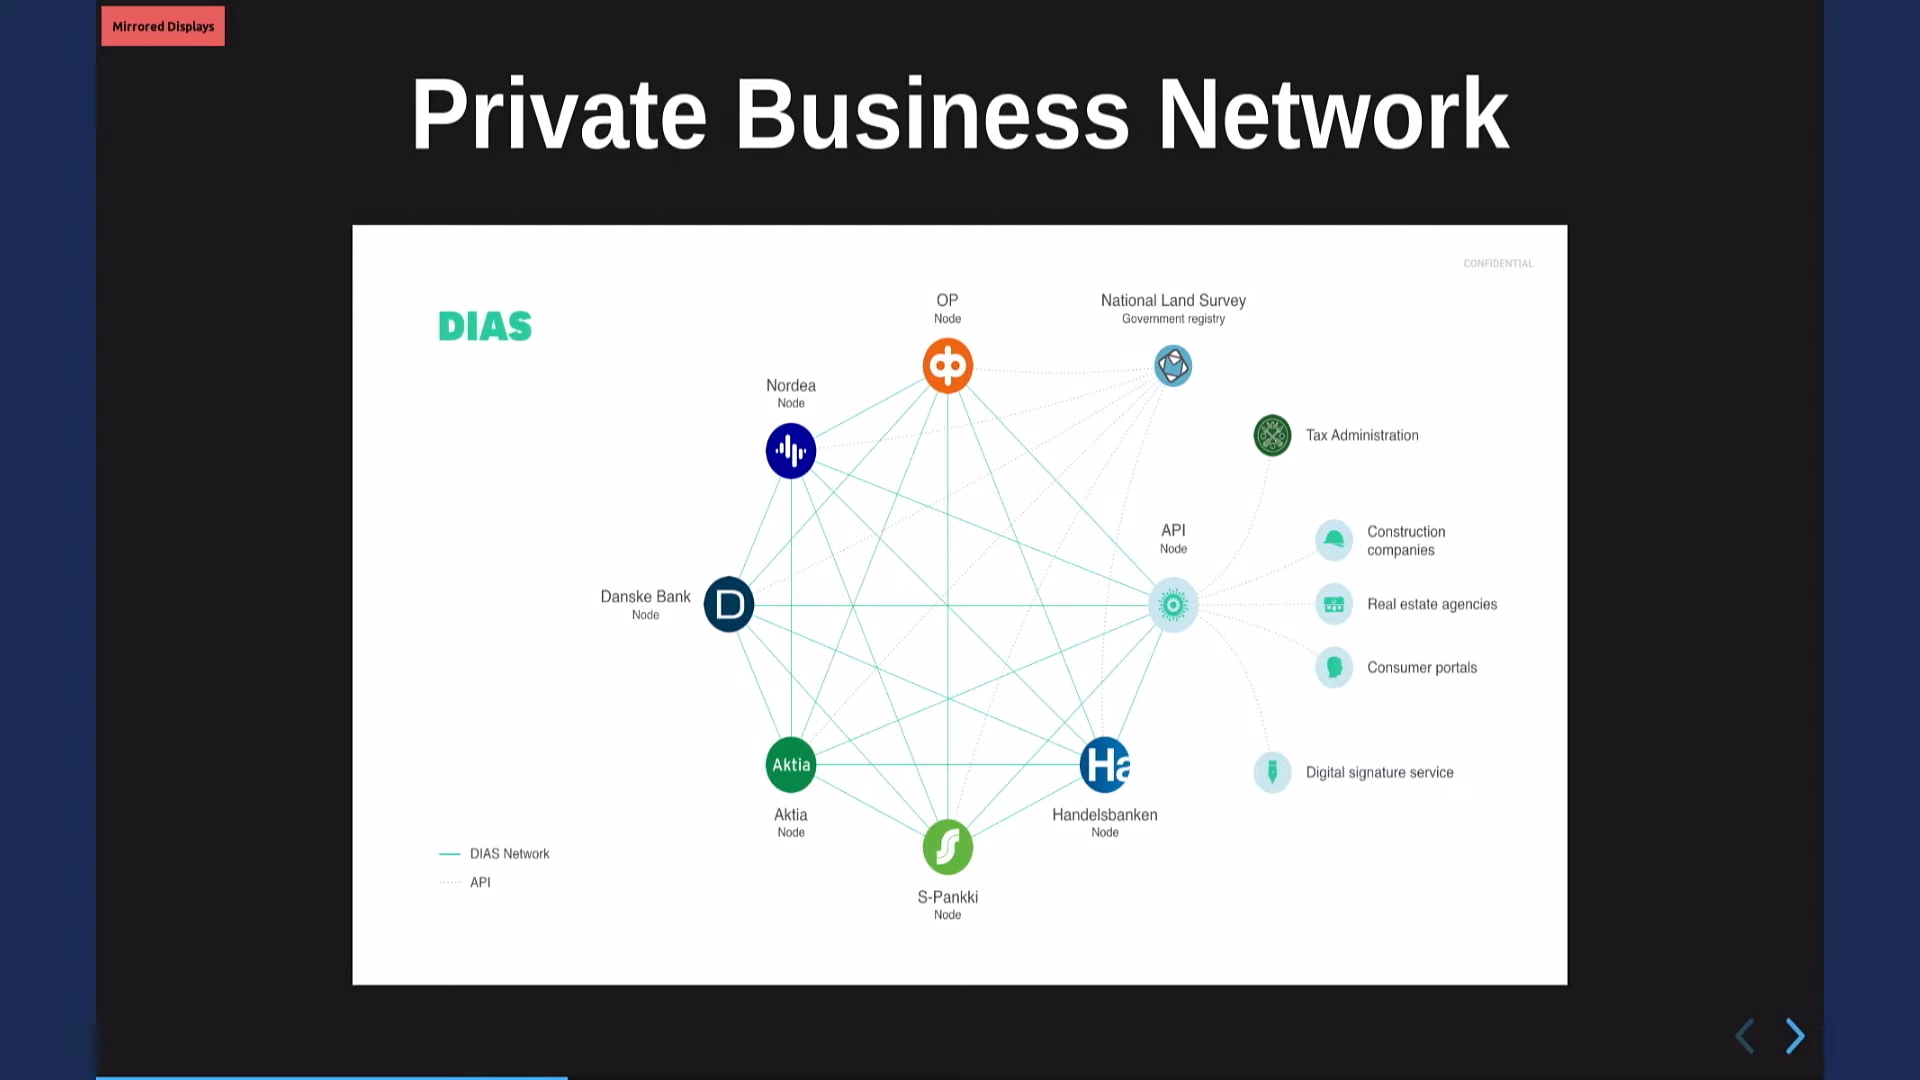 Mirrored Displays
Private Business Network
CONFIDENTIAL
DIAS
OP
Node
National Land Survey
Government registry
Nordea
Node
Tax Administration
API
Node
Construction
companies
Danske Bank
Node
Real estate agencies
Consumer portals
Aktia
Ha
Digital signature service
Aktia
Node
Handelsbanken
Node
DIAS Network
API
S-Pankki
Node